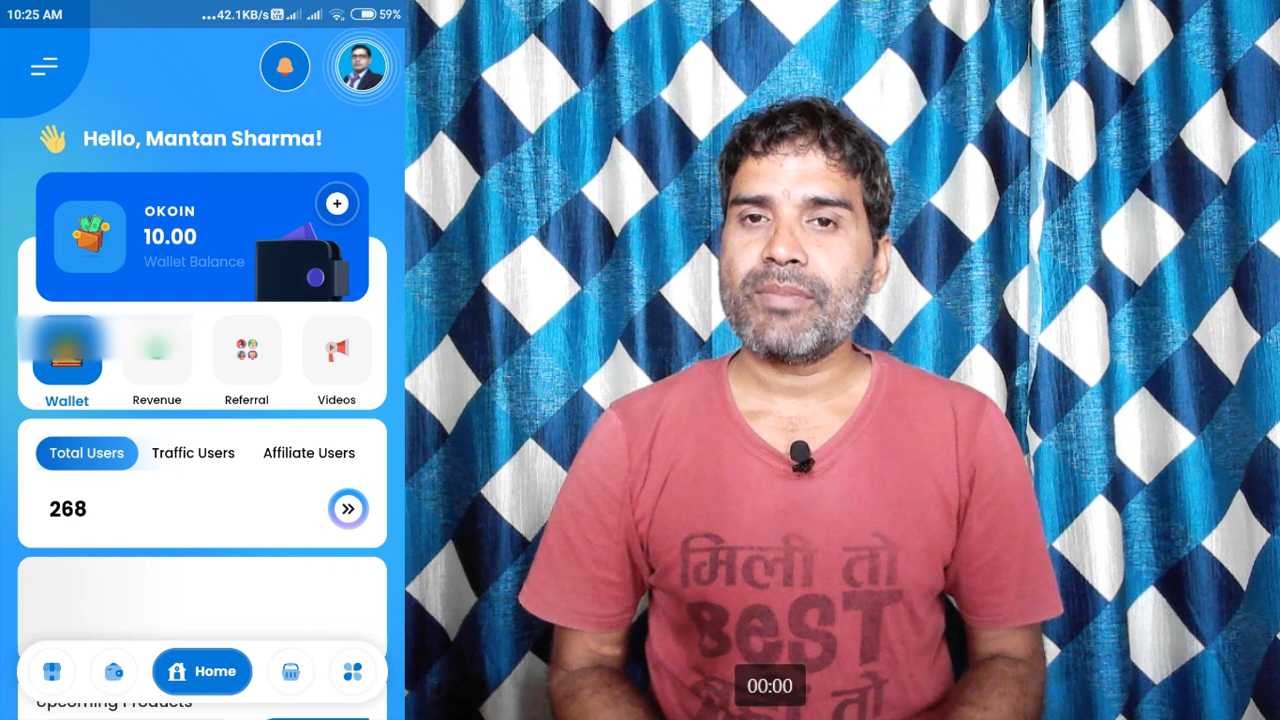 10:25 AM
...42.1KB/s
59%
Hello, Mantan Sharma!
OKOIN
10.00
Wallet Balance
Wallet
Revenue
Referral
Videos
Total Users
Traffic Users
Affiliate Users
268
Home
Upcoming Products
मिली तो
BeST
तो
00:00